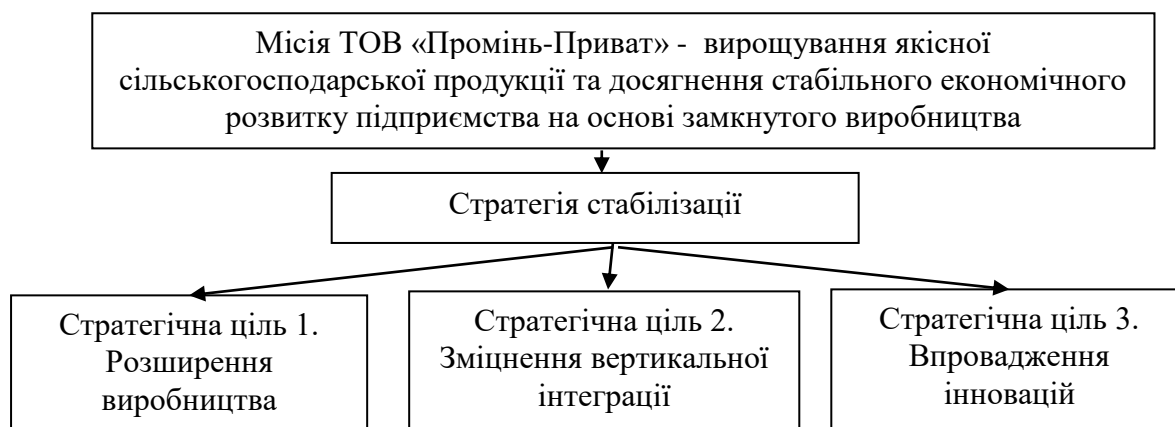 Місія ТОВ «Промінь-Приват» - вирощування якісної
сільськогосподарської продукції та досягнення стабільного економічного
розвитку підприємства на основі замкнутого виробництва
Стратегія стабілізації
Стратегічна ціль 1.
Розширення
виробництва
Стратегічна ціль 2.
Зміцнення вертикальної
інтеграції
Стратегічна ціль 3.
Впровадження
інновацій